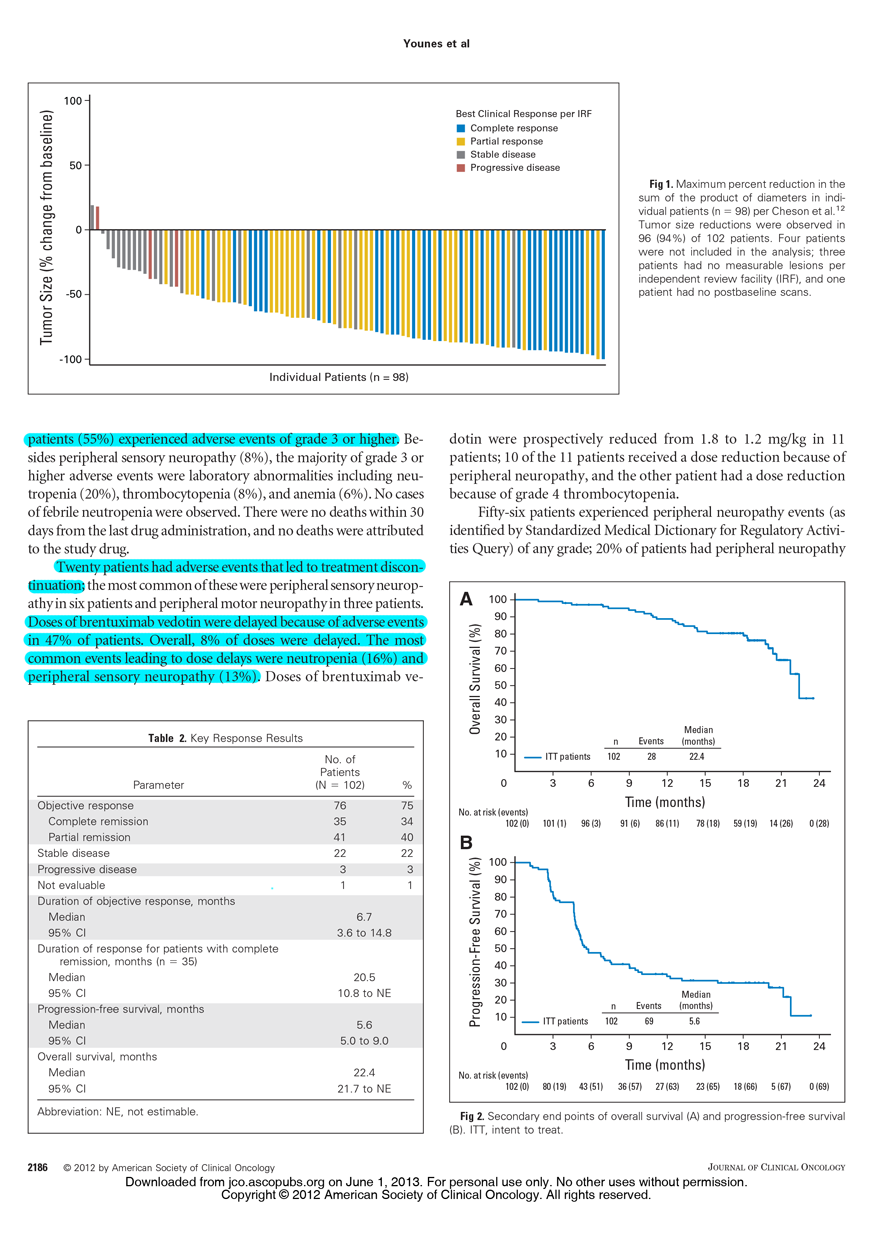 Younes et al
100
50
0
-50
-100
Tumor Size (% change from baseline)
Best Clinical Response per IRF
Complete response
Partial response
Stable disease
Progressive disease
Individual Patients (n = 98)
Fig 1. Maximum percent reduction in the
sum of the product of diameters in indi-
vidual patients (n = 98) per Cheson et al.12
Tumor size reductions were observed in
96 (94%) of 102 patients. Four patients
were not included in the analysis; three
patients had no measurable lesions per
independent review facility (IRF), and one
patient had no postbaseline scans.
patients (55%) experienced adverse events of grade 3 or higher. Be-
sides peripheral sensory neuropathy (8%), the majority of grade 3 or
higher adverse events were laboratory abnormalities including neu-
tropenia (20%), thrombocytopenia (8%), and anemia (6%). No cases
of febrile neutropenia were observed. There were no deaths within 30
days from the last drug administration, and no deaths were attributed
to the study drug.
Twenty patients had adverse events that led to treatment discon-
tinuation; the most common of these were peripheral sensory neurop-
athy in six patients and peripheral motor neuropathy in three patients.
Doses of brentuximab vedotin were delayed because of adverse events
in 47% of patients. Overall, 8% of doses were delayed. The most
common events leading to dose delays were neutropenia (16%) and
peripheral sensory neuropathy (13%). Doses of brentuximab ve-
dotin were prospectively reduced from 1.8 to 1.2 mg/kg in 11
patients; 10 of the 11 patients received a dose reduction because of
peripheral neuropathy, and the other patient had a dose reduction
because of grade 4 thrombocytopenia.
Fifty-six patients experienced peripheral neuropathy events (as
identified by Standardized Medical Dictionary for Regulatory Activi-
ties Query) of any grade; 20% of patients had peripheral neuropathy
Table 2. Key Response Results
Parameter No. of Patients (N = 102) %
Objective response 76 75
Complete remission 35 34
Partial remission 41 40
Stable disease 22 22
Progressive disease 3 3
Not evaluable 1 1
Duration of objective response, months
Median 6.7
95% CI 3.6 to 14.8
Duration of response for patients with complete
remission, months (n = 35)
Median 20.5
95% CI 10.8 to NE
Progression-free survival, months
Median 5.6
95% CI 5.0 to 9.0
Overall survival, months
Median 22.4
95% CI 21.7 to NE
Abbreviation: NE, not estimable.
A
Overall Survival (%)
100
90
80
70
60
50
40
30
20
10
n Events Median (months)
ITT patients 102 28 22.4
0 3 6 9 12 15 18 21 24
Time (months)
No. at risk (events)
102 (0) 101 (1) 96 (3) 91 (6) 86 (11) 78 (18) 59 (19) 14 (26) 0 (28)
B
Progression-Free Survival (%)
100
90
80
70
60
50
40
30
20
10
n Events Median (months)
ITT patients 102 69 5.6
0 3 6 9 12 15 18 21 24
Time (months)
No. at risk (events)
102 (0) 80 (19) 43 (51) 36 (57) 27 (63) 23 (65) 18 (66) 5 (67) 0 (69)
Fig 2. Secondary end points of overall survival (A) and progression-free survival
(B). ITT, intent to treat.
2186 © 2012 by American Society of Clinical Oncology
JOURNAL OF CLINICAL ONCOLOGY
Downloaded from jco.ascopubs.org on June 1, 2013. For personal use only. No other uses without permission.
Copyright © 2012 American Society of Clinical Oncology. All rights reserved.